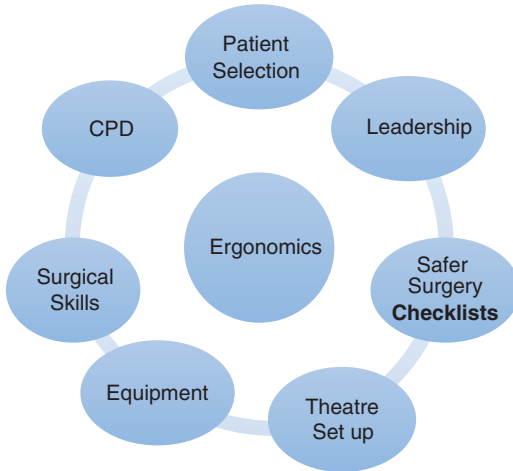 Patient
Selection
Leadership
Safer
Surgery
Checklists
Theatre
Set up
Equipment
Surgical
Skills
CPD
Ergonomics